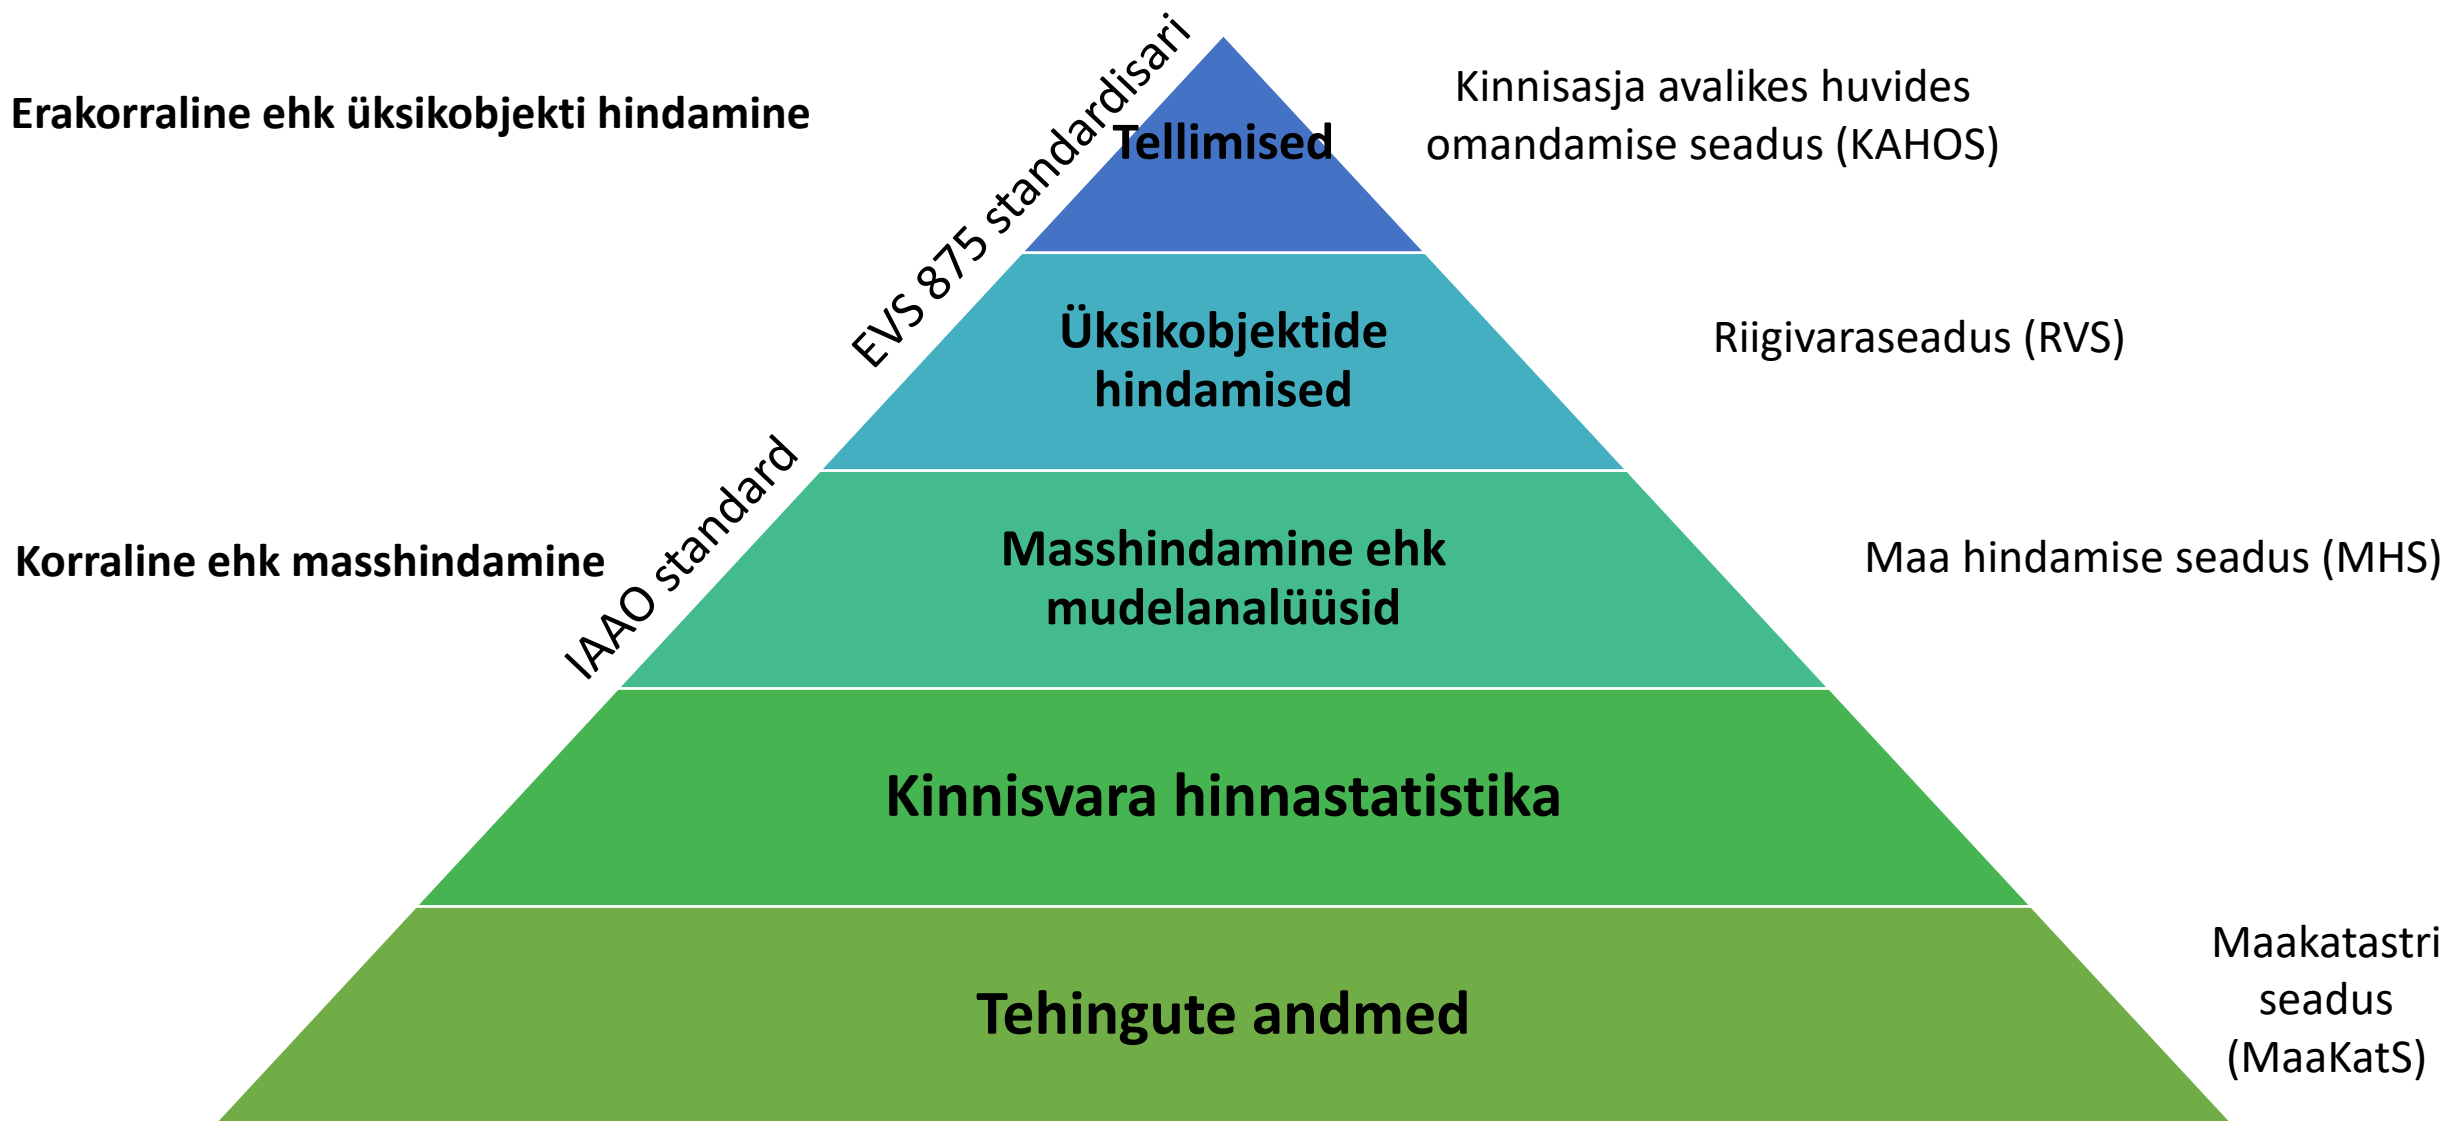 Erakorraline ehk üksikobjekti hindamine
EVS 875 standardisari
Tellimised
Kinnisasja avalikes huvides
omandamise seadus (KAHOS)
Üksikobjektide
hindamised
Riigivaraseadus (RVS)
Korraline ehk masshindamine
IAAO standard
Masshindamine ehk
mudelanalüüsid
Maa hindamise seadus (MHS)
Kinnisvara hinnastatistika
Tehingute andmed
Maakatastri
seadus
(MaaKatS)